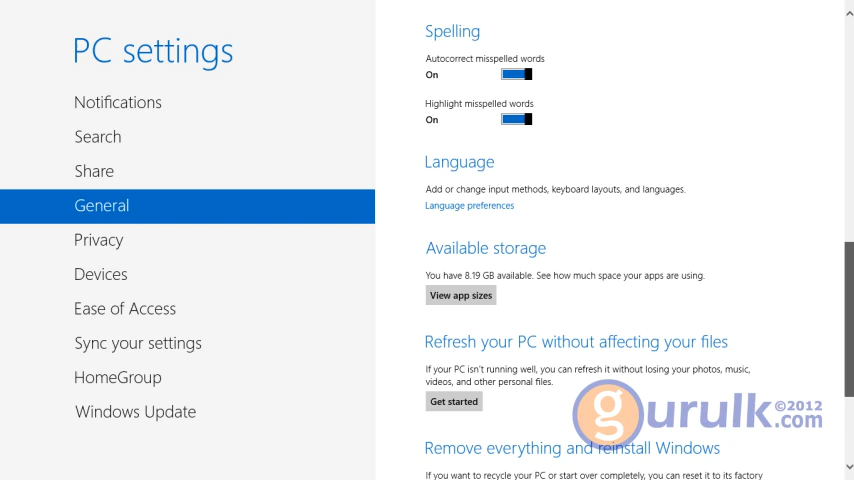 PC settings
Notifications
Search
Share
General
Privacy
Devices
Ease of Access
Sync your settings
HomeGroup
Windows Update
Spelling
Autocorrect misspelled words
On
Highlight misspelled words
On
Language
Add or change input methods, keyboard layouts, and languages.
Language preferences
Available storage
You have 8.19 GB available. See how much space your apps are using.
View app sizes
Refresh your PC without affecting your files
If your PC isn't running well, you can refresh it without losing your photos, music,
videos, and other personal files.
Get started
gurulk.com ©2012
Remove everything and reinstall Windows
If you want to recycle your PC or start over completely, you can reset it to its factory